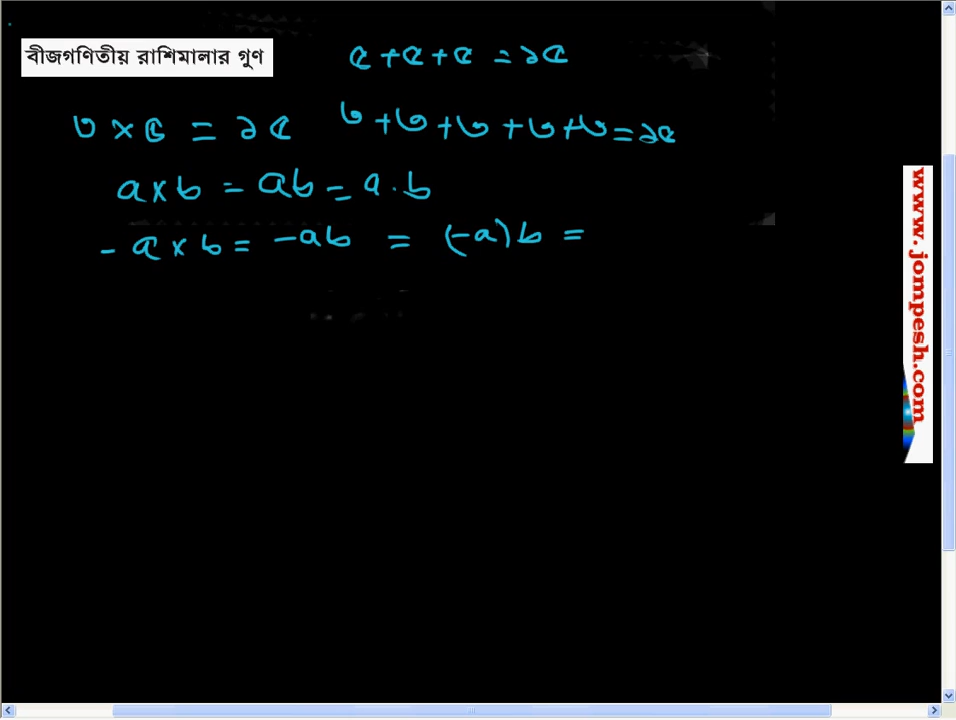 বীজগণিতীয় রাশিমালার গুণ
৫ + ৫ + ৫ = ১৫
৩ × ৫ = ১৫ ৩ + ৩ + ৩ + ৩ + ৩ = ১৫
a × b = ab = a . b
- a × b = -ab = (-a) b =
www.jompesh.com